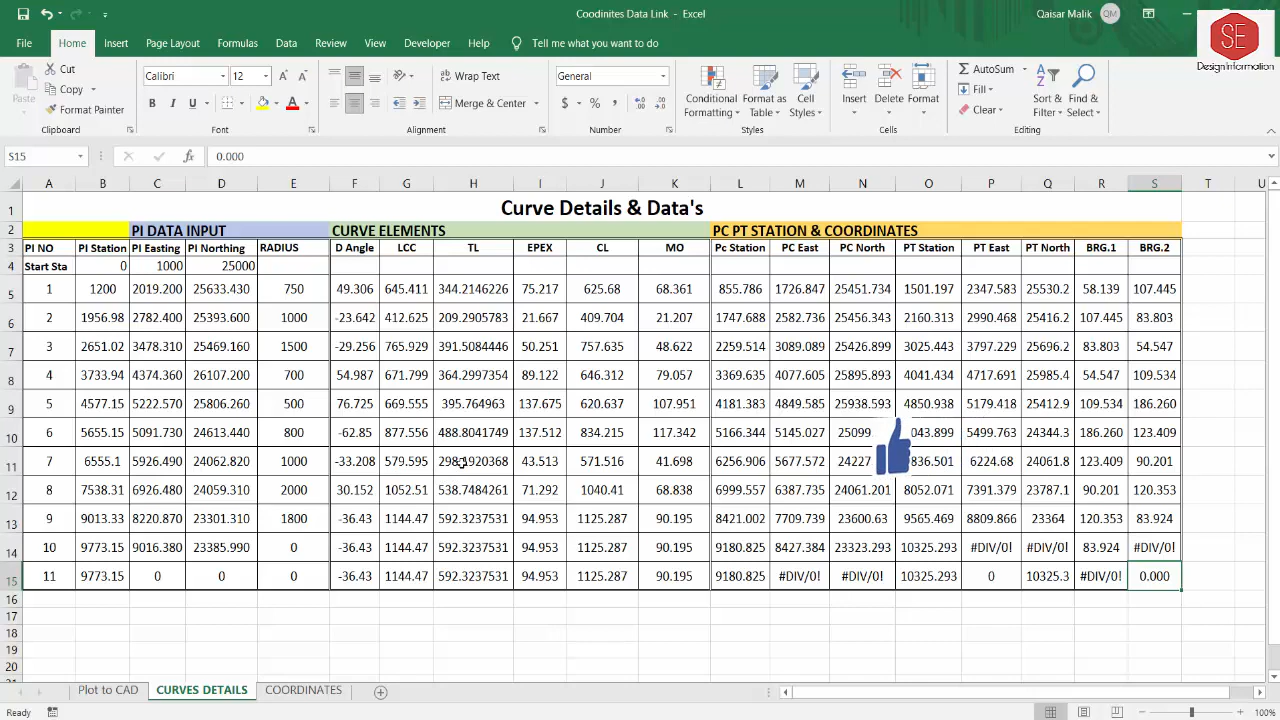 Coodinites Data Link - Excel
Qaisar Malik QM
SE
Design Information
File Home Insert Page Layout Formulas Data Review View Developer Help Tell me what you want to do
Paste Cut Copy Format Painter Clipboard
Calibri 12 A A B I U A Font
Wrap Text Merge & Center Alignment
General $ % , Number
Conditional Formatting Format as Table Cell Styles Styles
Insert Delete Format Cells
AutoSum Fill Clear Sort & Filter Find & Select Editing
S15 fx 0.000
A B C D E F G H I J K L M N O P Q R S T U
1 Curve Details & Data's
2 PI DATA INPUT CURVE ELEMENTS PC PT STATION & COORDINATES
3 PI NO PI Station PI Easting PI Northing RADIUS D Angle LCC TL EPEX CL MO Pc Station PC East PC North PT Station PT East PT North BRG.1 BRG.2
4 Start Sta 0 1000 25000
5 1 1200 2019.200 25633.430 750 49.306 645.411 344.2146226 75.217 625.68 68.361 855.786 1726.847 25451.734 1501.197 2347.583 25530.2 58.139 107.445
6 2 1956.98 2782.400 25393.600 1000 -23.642 412.625 209.2905783 21.667 409.704 21.207 1747.688 2582.736 25456.343 2160.313 2990.468 25416.2 107.445 83.803
7 3 2651.02 3478.310 25469.160 1500 -29.256 765.929 391.5084446 50.251 757.635 48.622 2259.514 3089.089 25426.899 3025.443 3797.229 25696.2 83.803 54.547
8 4 3733.94 4374.360 26107.200 700 54.987 671.799 364.2997354 89.122 646.312 79.057 3369.635 4077.605 25895.893 4041.434 4717.691 25985.4 54.547 109.534
9 5 4577.15 5222.570 25806.260 500 76.725 669.555 395.764963 137.675 620.637 107.951 4181.383 4849.585 25938.593 4850.938 5179.418 25412.9 109.534 186.260
10 6 5655.15 5091.730 24613.440 800 -62.85 877.556 488.8041749 137.512 834.215 117.342 5166.344 5145.027 25099 043.899 5499.763 24344.3 186.260 123.409
11 7 6555.1 5926.490 24062.820 1000 -33.208 579.595 43.513 571.516 41.698 6256.906 5677.572 24227 836.501 6224.68 24061.8 123.409 90.201
12 8 7538.31 6926.480 24059.310 2000 30.152 1052.51 538.7484261 71.292 1040.41 68.838 6999.557 6387.735 24061.201 8052.071 7391.379 23787.1 90.201 120.353
13 9 9013.33 8220.870 23301.310 1800 -36.43 1144.47 592.3237531 94.953 1125.287 90.195 8421.002 7709.739 23600.63 9565.469 8809.866 23364 120.353 83.924
14 10 9773.15 9016.380 23385.990 0 -36.43 1144.47 592.3237531 94.953 1125.287 90.195 9180.825 8427.384 23323.293 10325.293 #DIV/0! #DIV/0! 83.924 #DIV/0!
15 11 9773.15 0 0 0 -36.43 1144.47 592.3237531 94.953 1125.287 90.195 9180.825 #DIV/0! #DIV/0! 10325.293 0 10325.3 #DIV/0! 0.000
16
17
18
19
20
Plot to CAD CURVES DETAILS COORDINATES
Ready 100%